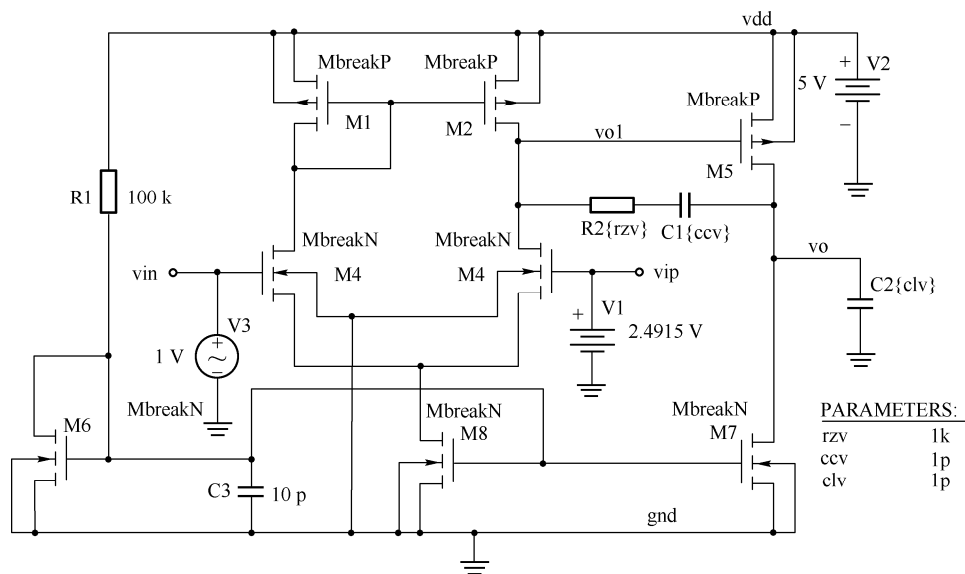 vdd
MbreakP
MbreakP
+
V2
5 V
−
MbreakP
M1
M2
vo1
M5
R1
100 k
R2{rzv}
C1{ccv}
MbreakN
MbreakN
vo
vin
M4
M4
vip
C2{clv}
V3
+
V1
1 V
+
−
2.4915 V
MbreakN
M6
MbreakN
M8
MbreakN
M7
PARAMETERS:
rzv 1k
ccv 1p
clv 1p
C3
10 p
gnd